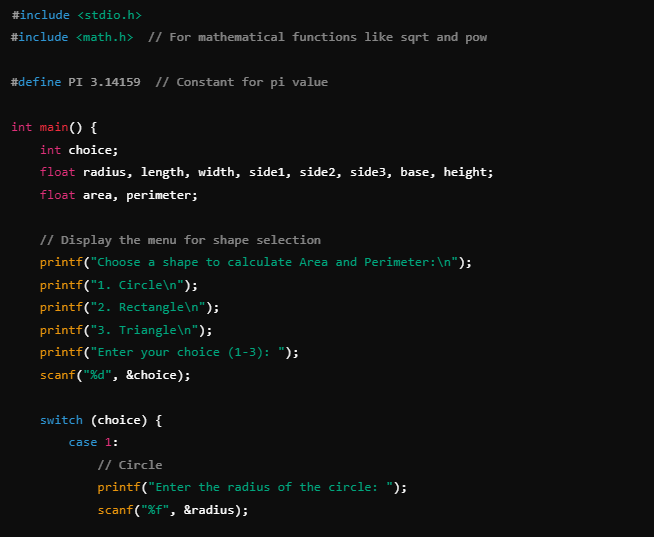 #include <stdio.h>
#include <math.h>  // For mathematical functions like sqrt and pow
#define PI 3.14159  // Constant for pi value
int main() {
    int choice;
    float radius, length, width, side1, side2, side3, base, height;
    float area, perimeter;
    // Display the menu for shape selection
    printf("Choose a shape to calculate Area and Perimeter:\n");
    printf("1. Circle\n");
    printf("2. Rectangle\n");
    printf("3. Triangle\n");
    printf("Enter your choice (1-3): ");
    scanf("%d", &choice);
    switch (choice) {
        case 1:
            // Circle
            printf("Enter the radius of the circle: ");
            scanf("%f", &radius);